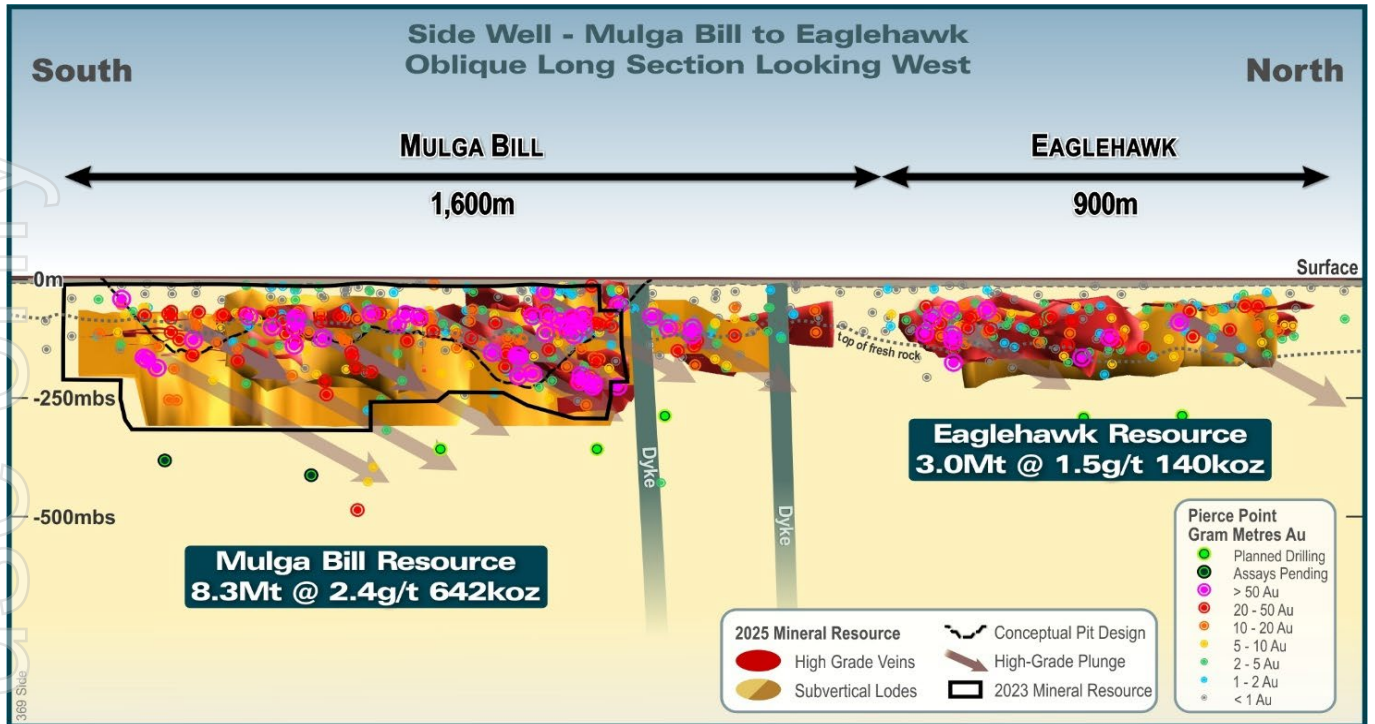 Side Well - Mulga Bill to Eaglehawk
Oblique Long Section Looking West
South
North
MULGA BILL
EAGLEHAWK
1,600m
900m
Surface
0m
top of fresh rock
-250mbs
-500mbs
Dyke
Dyke
Eaglehawk Resource
3.0Mt @ 1.5g/t 140koz
Mulga Bill Resource
8.3Mt @ 2.4g/t 642koz
2025 Mineral Resource
High Grade Veins
Subvertical Lodes
Conceptual Pit Design
High-Grade Plunge
2023 Mineral Resource
Pierce Point
Gram Metres Au
Planned Drilling
Assays Pending
> 50 Au
20 - 50 Au
10 - 20 Au
5 - 10 Au
2 - 5 Au
1 - 2 Au
< 1 Au
369 Side